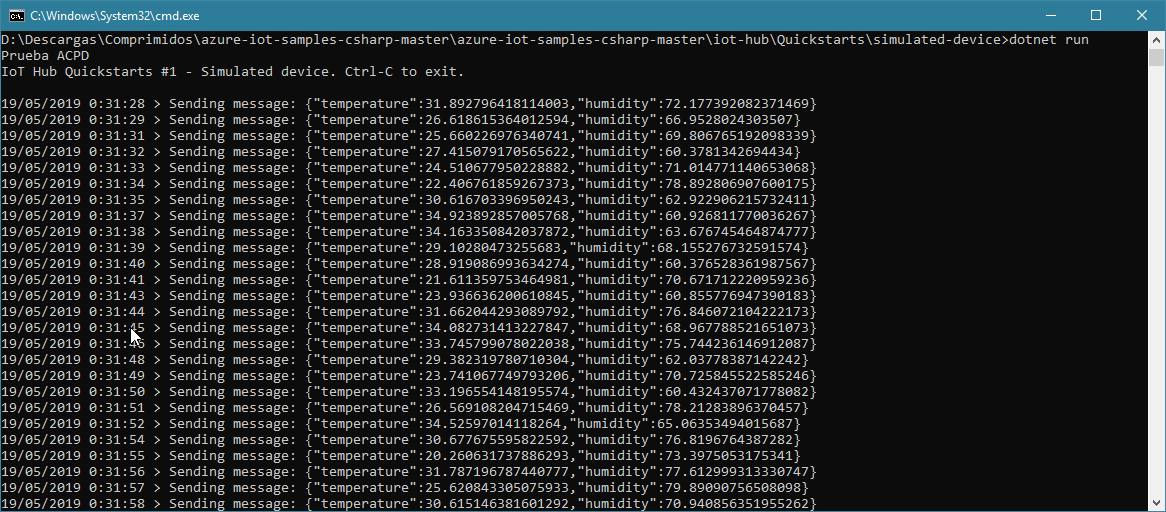 C:\Windows\System32\cmd.exe
D:\Descargas\Comprimidos\azure-iot-samples-csharp-master\azure-iot-samples-csharp-master\iot-hub\Quickstarts\simulated-device>dotnet run
Prueba ACPD
IoT Hub Quickstarts #1 - Simulated device. Ctrl-C to exit.
19/05/2019 0:31:28 > Sending message: {"temperature":31.892796418114003,"humidity":72.177392082371469}
19/05/2019 0:31:29 > Sending message: {"temperature":26.618615364012594,"humidity":66.9528024303507}
19/05/2019 0:31:31 > Sending message: {"temperature":25.660226976340741,"humidity":69.806765192098339}
19/05/2019 0:31:32 > Sending message: {"temperature":27.415079170565622,"humidity":60.3781342694434}
19/05/2019 0:31:33 > Sending message: {"temperature":24.510677950228882,"humidity":71.014771140653068}
19/05/2019 0:31:34 > Sending message: {"temperature":22.406761859267373,"humidity":78.892806907600175}
19/05/2019 0:31:35 > Sending message: {"temperature":30.616703396950243,"humidity":62.922906215732411}
19/05/2019 0:31:37 > Sending message: {"temperature":34.923892857005768,"humidity":60.926811770036267}
19/05/2019 0:31:38 > Sending message: {"temperature":34.163350842037872,"humidity":63.676745464874777}
19/05/2019 0:31:39 > Sending message: {"temperature":29.10280473255683,"humidity":68.155276732591574}
19/05/2019 0:31:40 > Sending message: {"temperature":28.919086993634274,"humidity":60.376528361987567}
19/05/2019 0:31:41 > Sending message: {"temperature":21.611359753464981,"humidity":70.671712220959236}
19/05/2019 0:31:43 > Sending message: {"temperature":23.936636200610845,"humidity":60.855776947390183}
19/05/2019 0:31:44 > Sending message: {"temperature":31.662044293089792,"humidity":76.846072104222173}
19/05/2019 0:31:45 > Sending message: {"temperature":34.082731413227847,"humidity":68.967788521651073}
19/05/2019 0:31:46 > Sending message: {"temperature":33.745799078022038,"humidity":75.744236146912087}
19/05/2019 0:31:48 > Sending message: {"temperature":29.382319780710304,"humidity":62.03778387142242}
19/05/2019 0:31:49 > Sending message: {"temperature":23.741067749793206,"humidity":70.725845522585246}
19/05/2019 0:31:50 > Sending message: {"temperature":33.196554148195574,"humidity":60.432437071778082}
19/05/2019 0:31:51 > Sending message: {"temperature":26.569108204715469,"humidity":78.21283896370457}
19/05/2019 0:31:52 > Sending message: {"temperature":34.52597014118264,"humidity":65.06353494015687}
19/05/2019 0:31:54 > Sending message: {"temperature":30.677675595822592,"humidity":76.8196764387282}
19/05/2019 0:31:55 > Sending message: {"temperature":20.260631737886293,"humidity":73.3975053175341}
19/05/2019 0:31:56 > Sending message: {"temperature":31.787196787440777,"humidity":77.612999313330747}
19/05/2019 0:31:57 > Sending message: {"temperature":25.620843305075933,"humidity":79.89090756508098}
19/05/2019 0:31:58 > Sending message: {"temperature":30.615146381601292,"humidity":70.940856351955262}